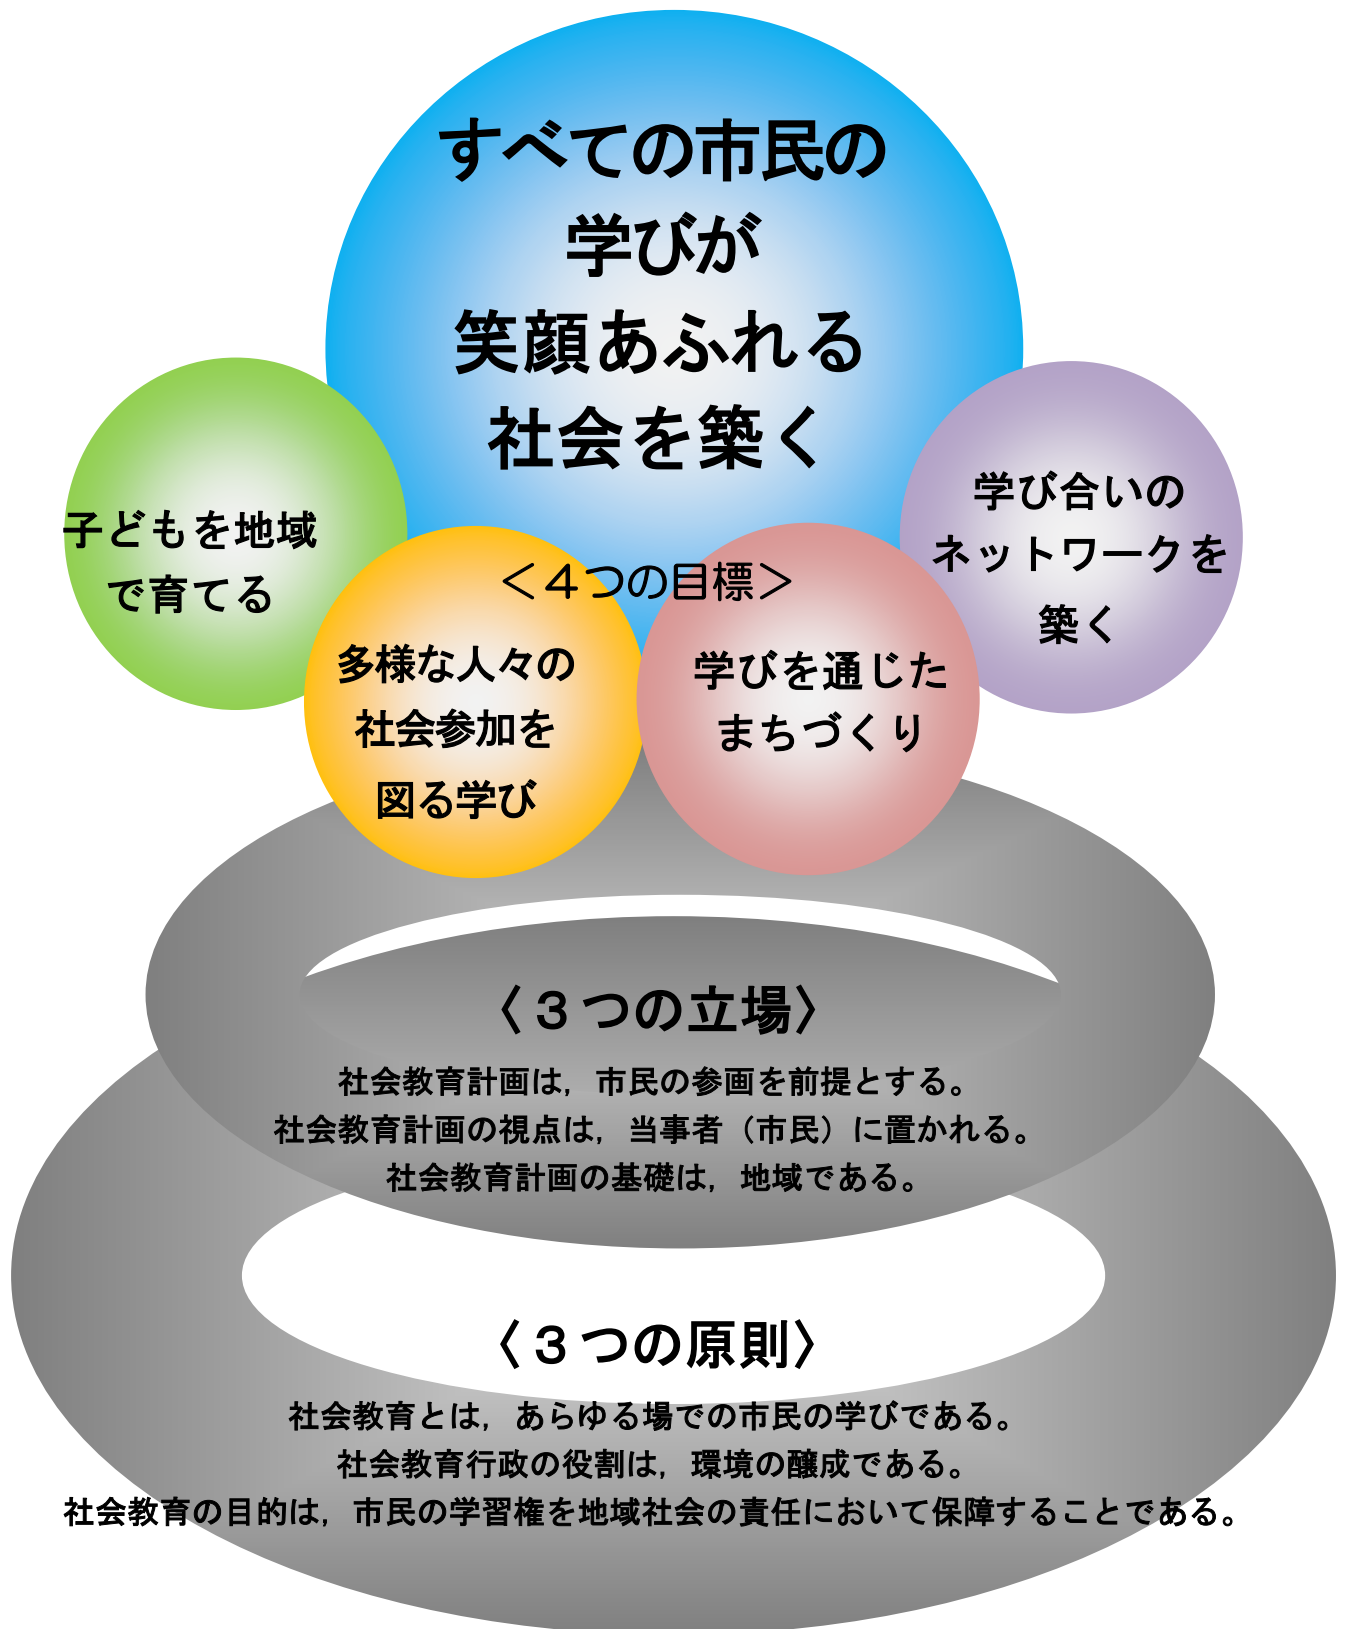 すべての市民の
学びが
笑顔あふれる
社会を築く
＜４つの目標＞
子どもを地域
で育てる
多様な人々の
社会参加を
図る学び
学びを通じた
まちづくり
学び合いの
ネットワークを
築く
〈３つの立場〉
社会教育計画は，市民の参画を前提とする。
社会教育計画の視点は，当事者（市民）に置かれる。
社会教育計画の基礎は，地域である。
〈３つの原則〉
社会教育とは，あらゆる場での市民の学びである。
社会教育行政の役割は，環境の醸成である。
社会教育の目的は，市民の学習権を地域社会の責任において保障することである。